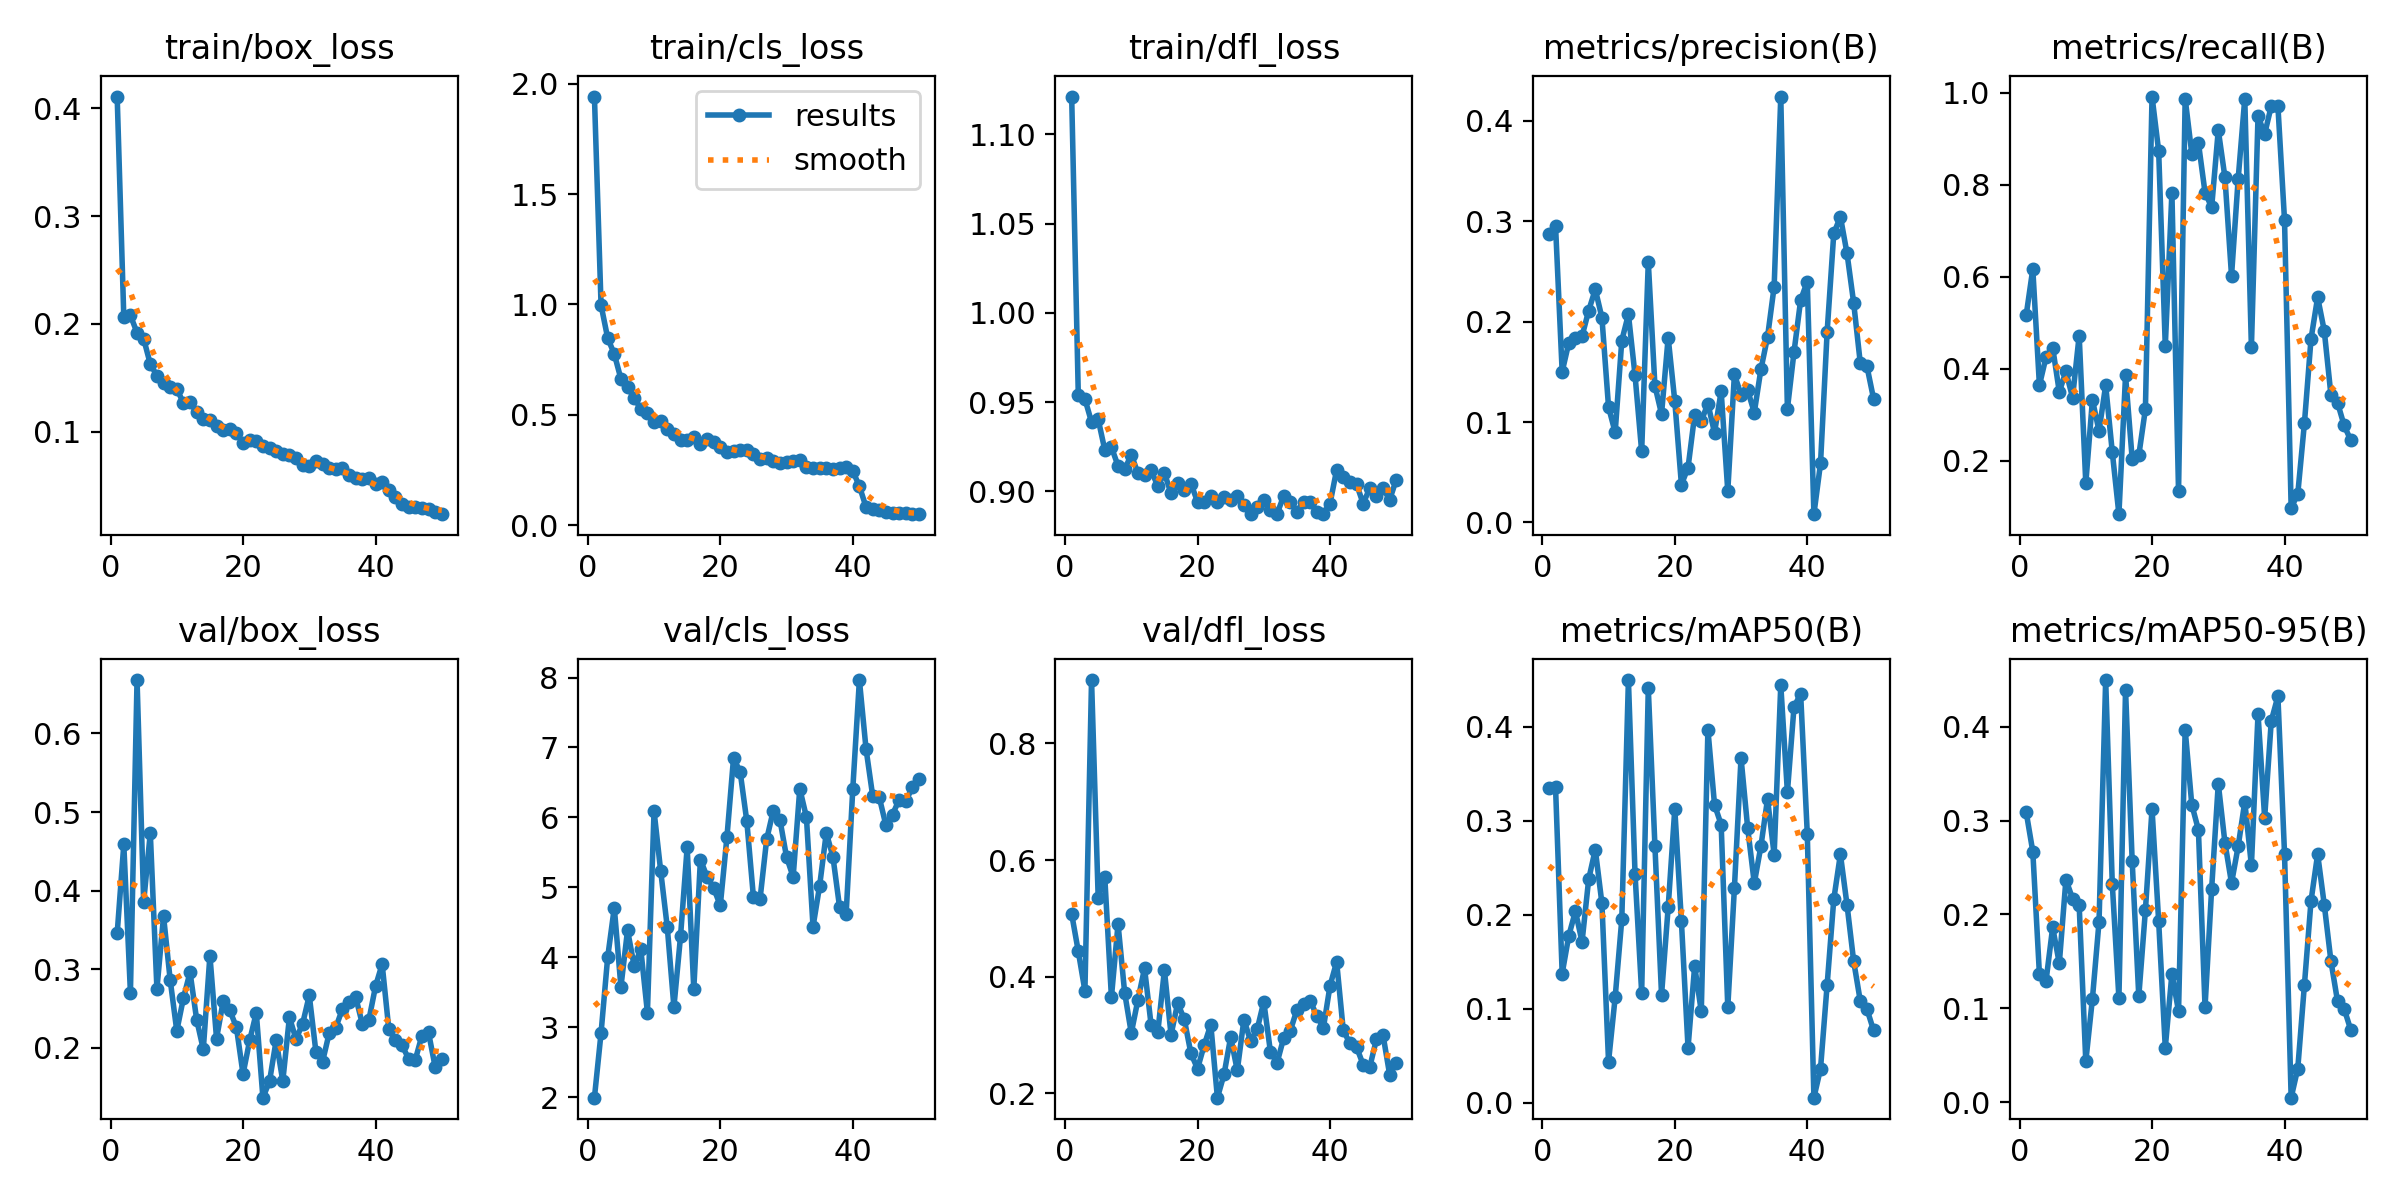 train/box_loss
train/cls_loss
train/dfl_loss
metrics/precision(B)
metrics/recall(B)
0.4
0.3
0.2
0.1
0 20 40
2.0
1.5
1.0
0.5
0.0
0 20 40
results
smooth
1.10
1.05
1.00
0.95
0.90
0 20 40
0.4
0.3
0.2
0.1
0.0
0 20 40
1.0
0.8
0.6
0.4
0.2
0 20 40
val/box_loss
val/cls_loss
val/dfl_loss
metrics/mAP50(B)
metrics/mAP50-95(B)
0.6
0.5
0.4
0.3
0.2
0 20 40
8
7
6
5
4
3
2
0 20 40
0.8
0.6
0.4
0.2
0 20 40
0.4
0.3
0.2
0.1
0.0
0 20 40
0.4
0.3
0.2
0.1
0.0
0 20 40